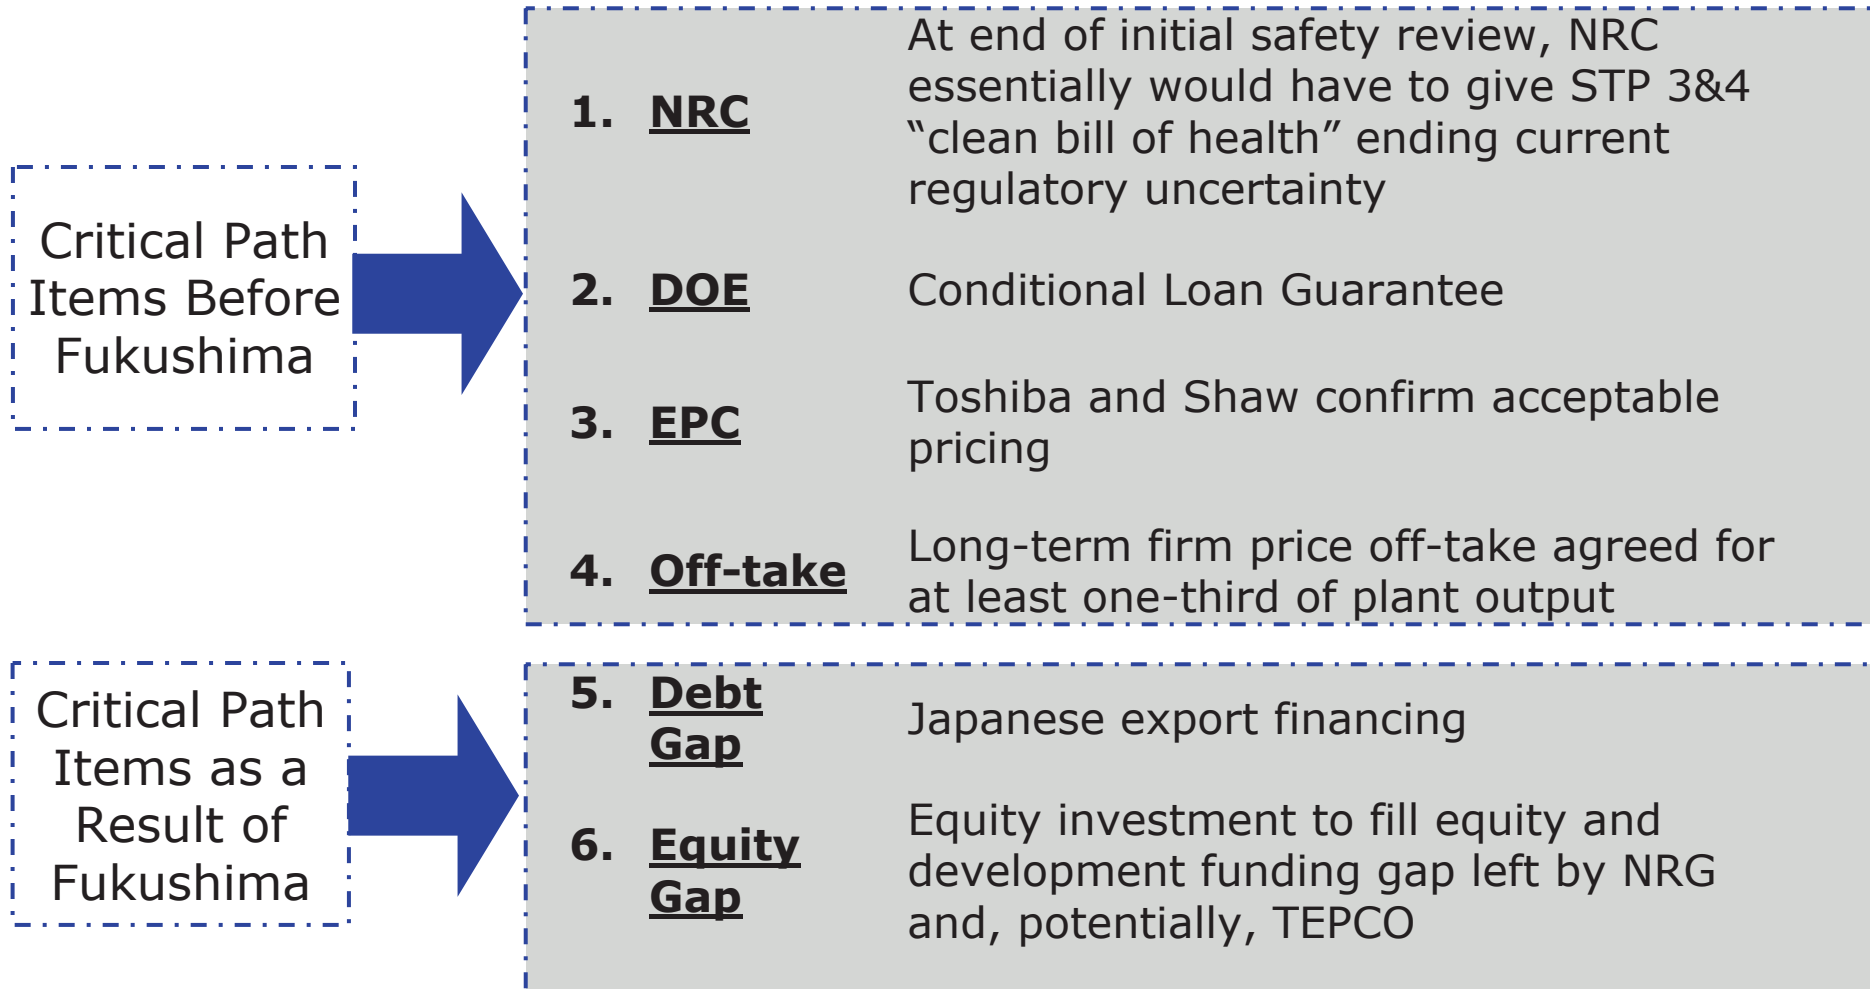 Critical Path
Items Before
Fukushima
1. NRC
At end of initial safety review, NRC
essentially would have to give STP 3&4
“clean bill of health” ending current
regulatory uncertainty
2. DOE
Conditional Loan Guarantee
3. EPC
Toshiba and Shaw confirm acceptable
pricing
4. Off-take
Long-term firm price off-take agreed for
at least one-third of plant output
Critical Path
Items as a
Result of
Fukushima
5. Debt
Gap
Japanese export financing
6. Equity
Gap
Equity investment to fill equity and
development funding gap left by NRG
and, potentially, TEPCO